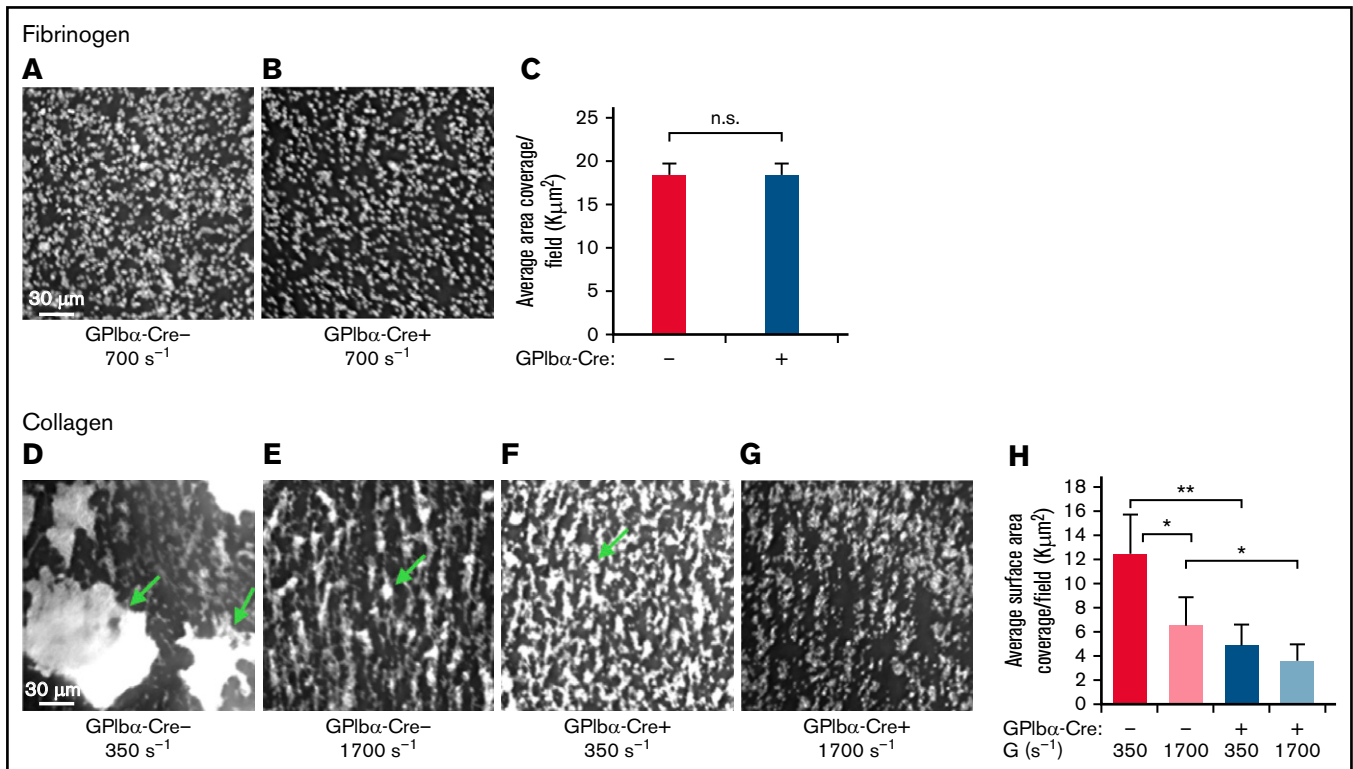 Fibrinogen
A
B
C
30 µm
GPIbα-Cre–
700 s⁻¹
GPIbα-Cre+
700 s⁻¹
Average area coverage/
field (Kµm²)
25
20
15
10
5
0
n.s.
GPIbα-Cre: – +
Collagen
D
E
F
G
H
30 µm
GPIbα-Cre–
350 s⁻¹
GPIbα-Cre–
1700 s⁻¹
GPIbα-Cre+
350 s⁻¹
GPIbα-Cre+
1700 s⁻¹
Average surface area
coverage/field (Kµm²)
18
16
14
12
10
8
6
4
2
0
**
*
*
GPIbα-Cre: – – + +
G (s⁻¹) 350 1700 350 1700